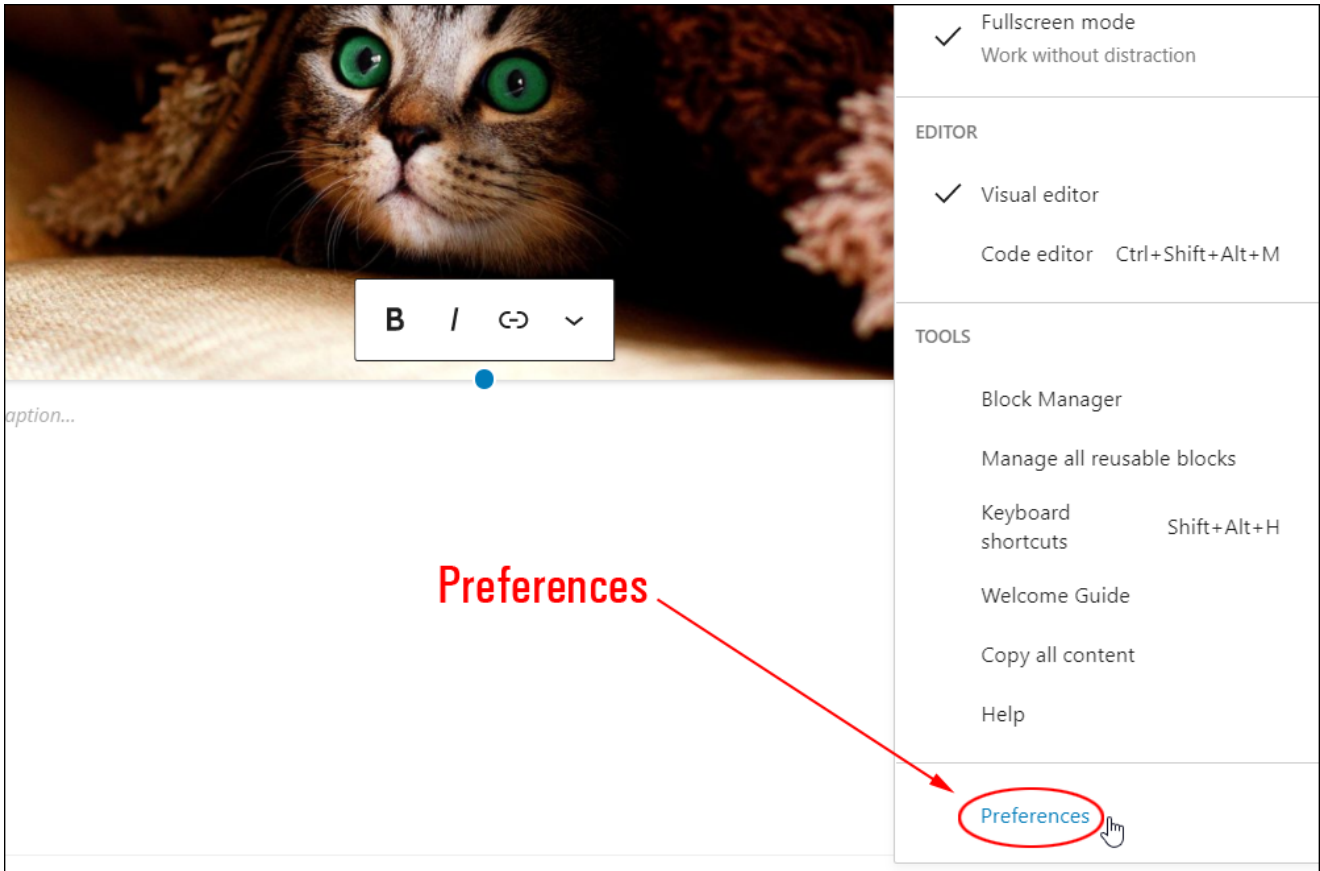 Fullscreen mode
Work without distraction
EDITOR
Visual editor
Code editor Ctrl+Shift+Alt+M
B I
TOOLS
aption...
Block Manager
Manage all reusable blocks
Keyboard
shortcuts
Shift+Alt+H
Preferences
Welcome Guide
Copy all content
Help
Preferences